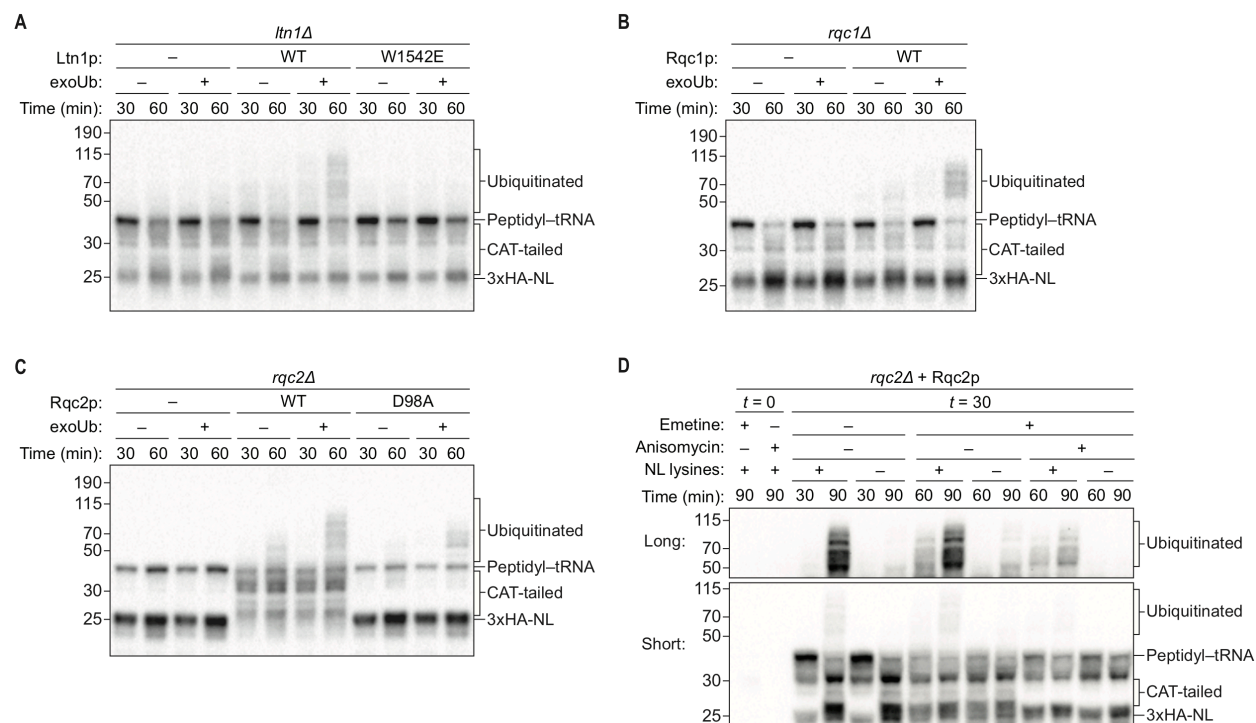 A
ltn1Δ
Ltn1p: – WT W1542E
exoUb: – + – + – +
Time (min): 30 60 30 60 30 60 30 60 30 60 30 60
190
115
70
50
30
25
Ubiquitinated
Peptidyl–tRNA
CAT-tailed
3xHA-NL
B
rqc1Δ
Rqc1p: – WT
exoUb: – + – +
Time (min): 30 60 30 60 30 60 30 60
190
115
70
50
30
25
Ubiquitinated
Peptidyl–tRNA
CAT-tailed
3xHA-NL
C
rqc2Δ
Rqc2p: – WT D98A
exoUb: – + – + – +
Time (min): 30 60 30 60 30 60 30 60 30 60 30 60
190
115
70
50
30
25
Ubiquitinated
Peptidyl–tRNA
CAT-tailed
3xHA-NL
D
rqc2Δ + Rqc2p
t = 0 t = 30
Emetine: + – – +
Anisomycin: – + – – +
NL lysines: + + + – + – + –
Time (min): 90 90 30 90 30 90 60 90 60 90 60 90 60 90
Long:
115
70
50
Ubiquitinated
Short:
115
70
50
30
25
Ubiquitinated
Peptidyl–tRNA
CAT-tailed
3xHA-NL